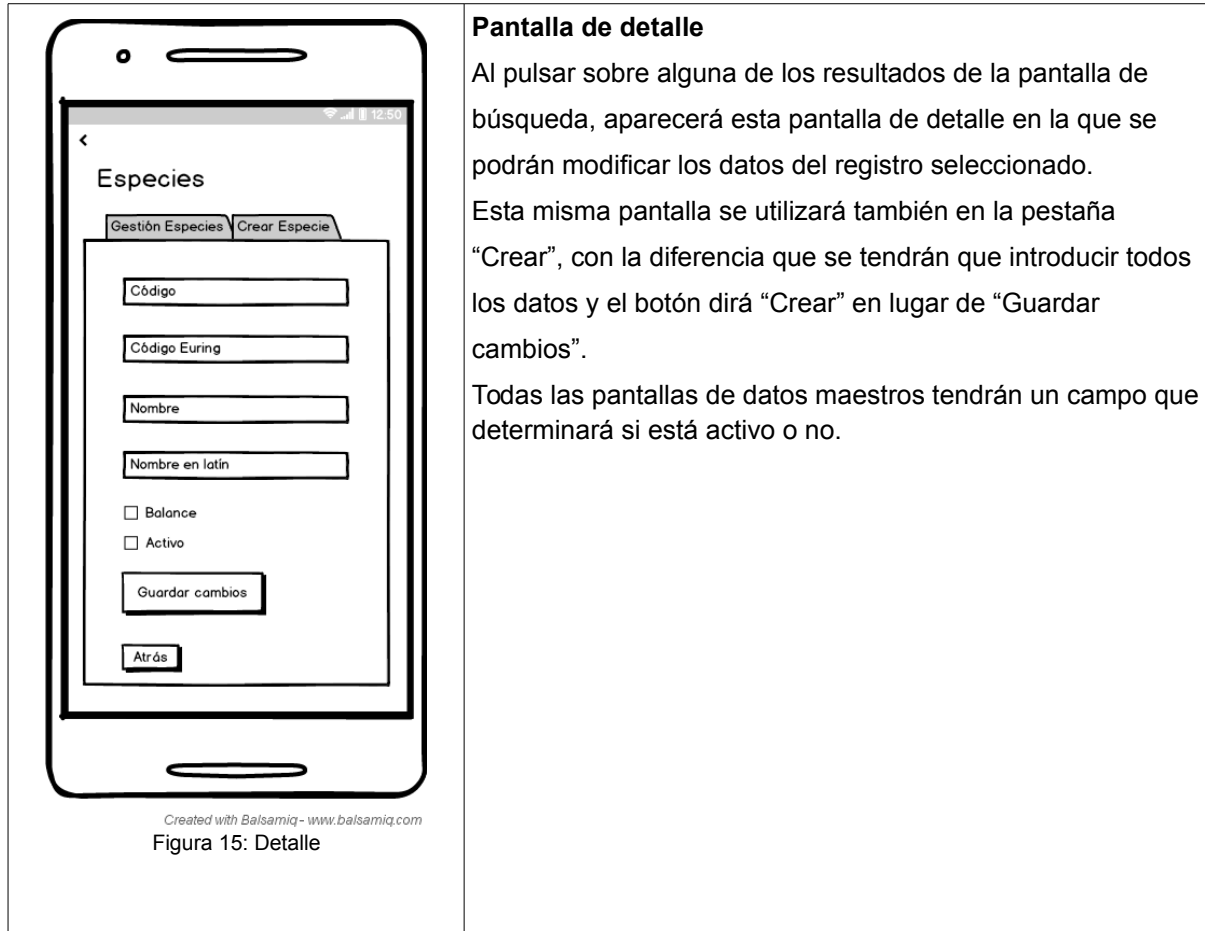 12:50
Especies
Gestión Especies Crear Especie
Código
Código Euring
Nombre
Nombre en latín
Balance
Activo
Guardar cambios
Atrás
Created with Balsamiq - www.balsamiq.com
Figura 15: Detalle
Pantalla de detalle
Al pulsar sobre alguna de los resultados de la pantalla de
búsqueda, aparecerá esta pantalla de detalle en la que se
podrán modificar los datos del registro seleccionado.
Esta misma pantalla se utilizará también en la pestaña
“Crear”, con la diferencia que se tendrán que introducir todos
los datos y el botón dirá “Crear” en lugar de “Guardar
cambios”.
Todas las pantallas de datos maestros tendrán un campo que
determinará si está activo o no.